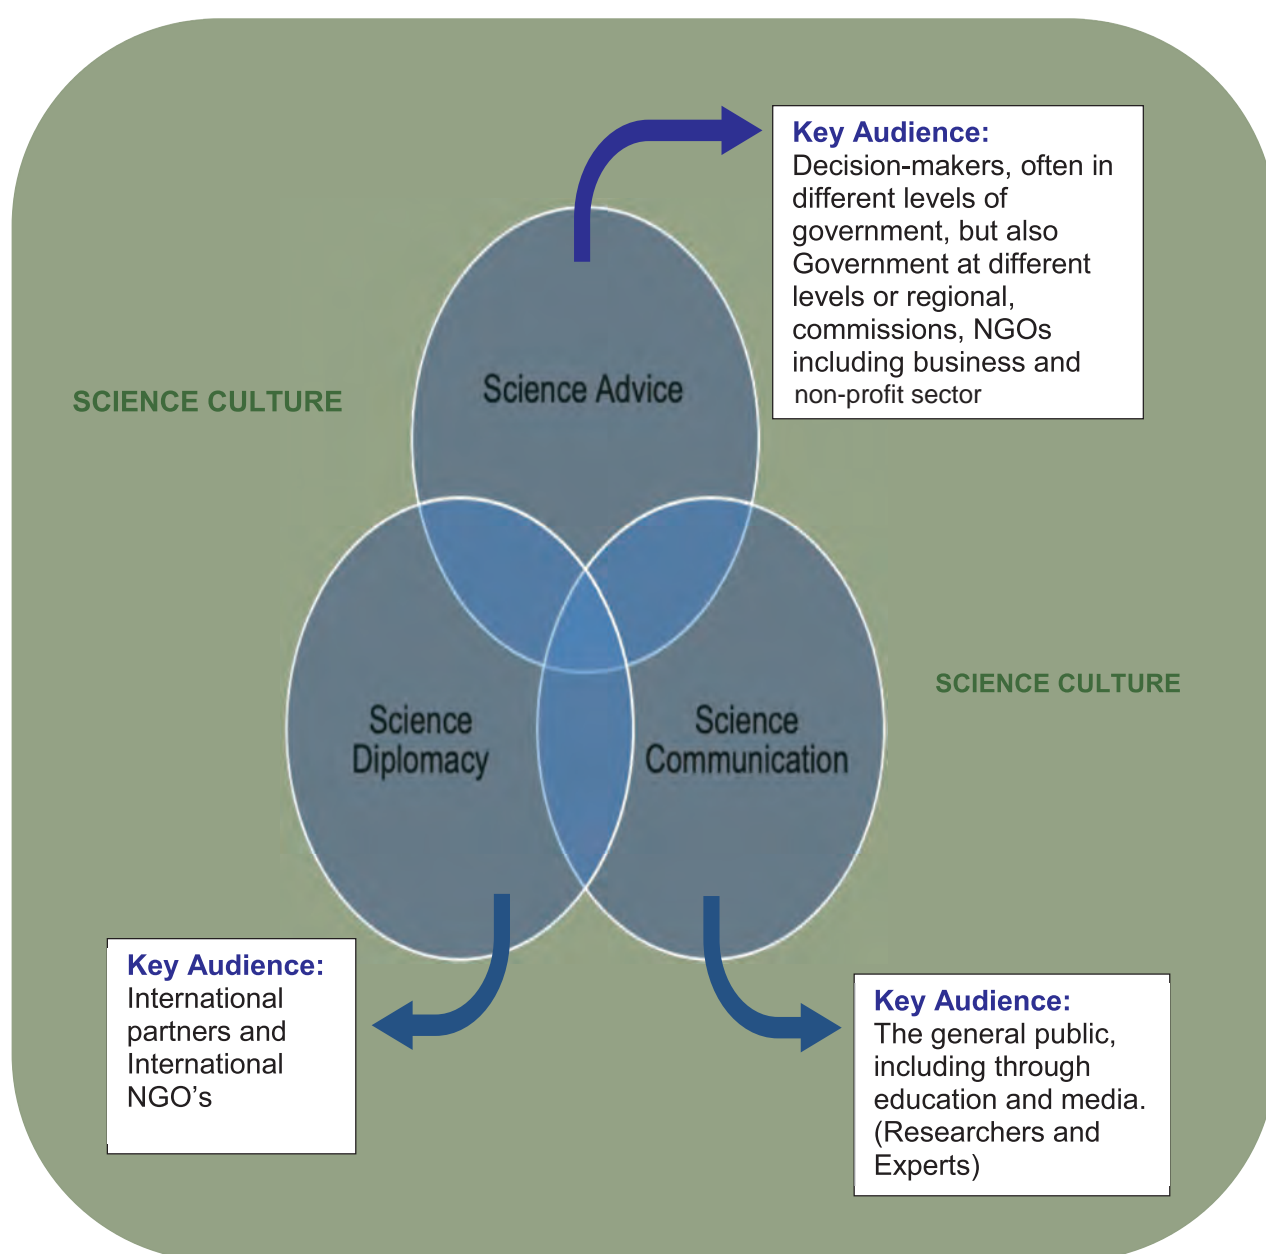 Key Audience:
Decision-makers, often in
different levels of
government, but also
Government at different
levels or regional,
commissions, NGOs
including business and
non-profit sector
SCIENCE CULTURE
Science Advice
SCIENCE CULTURE
Science
Diplomacy
Science
Communication
Key Audience:
International
partners and
International
NGO’s
Key Audience:
The general public,
including through
education and media.
(Researchers and
Experts)